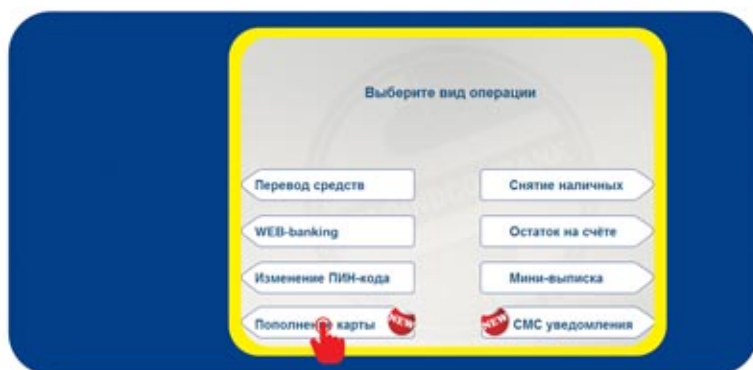 Выберите вид операции
Перевод средств
Снятие наличных
WEB-banking
Остаток на счёте
Изменение ПИН-кода
Мини-выписка
Пополнение карты NEW
NEW СМС уведомления